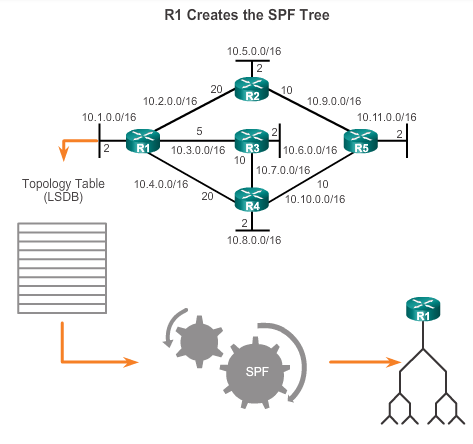 R1 Creates the SPF Tree
10.5.0.0/16
2
20
R2
10
10.2.0.0/16
10.9.0.0/16
10.1.0.0/16
10.11.0.0/16
5
2
2
2
R1
10.3.0.0/16
R3
10.6.0.0/16
R5
10
10.7.0.0/16
10.4.0.0/16
10
20
R4
10.10.0.0/16
2
10.8.0.0/16
Topology Table
(LSDB)
SPF
R1